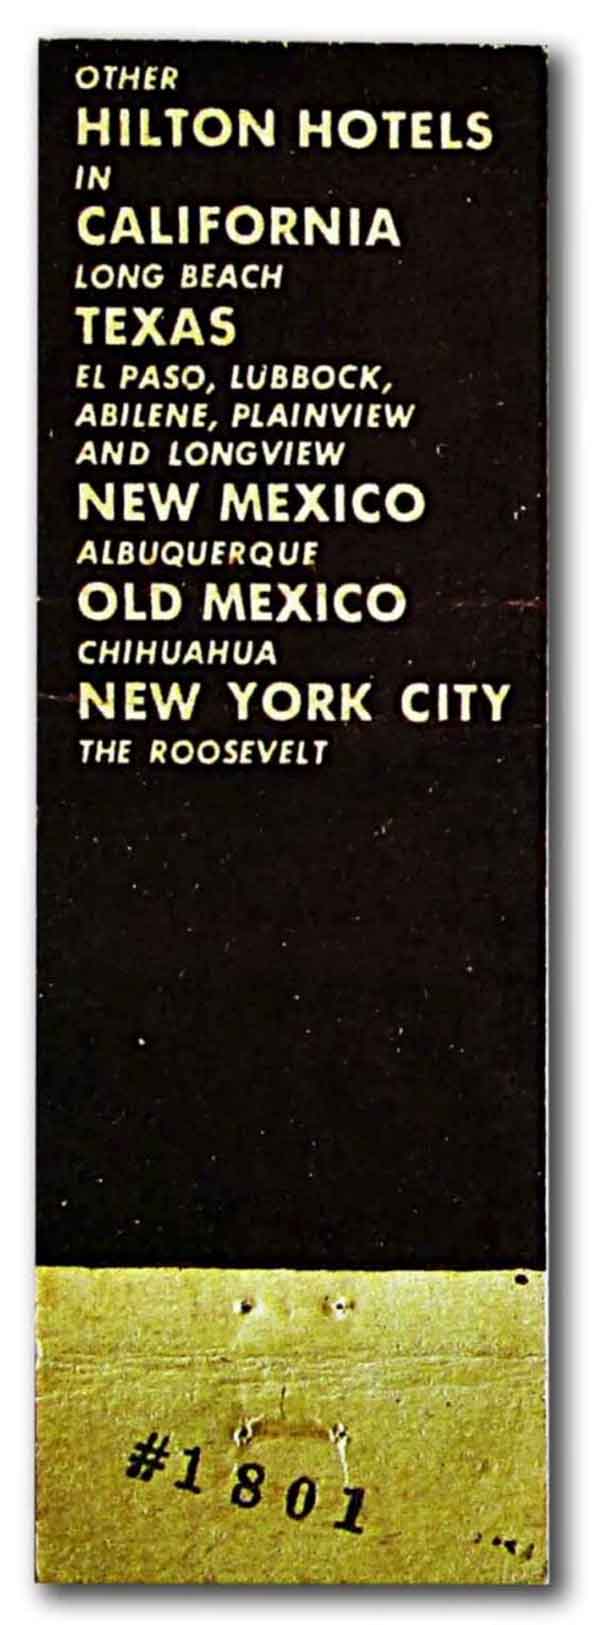 OTHER
HILTON HOTELS
IN
CALIFORNIA
LONG BEACH
TEXAS
EL PASO, LUBBOCK,
ABILENE, PLAINVIEW
AND LONGVIEW
NEW MEXICO
ALBUQUERQUE
OLD MEXICO
CHIHUAHUA
NEW YORK CITY
THE ROOSEVELT
#1801